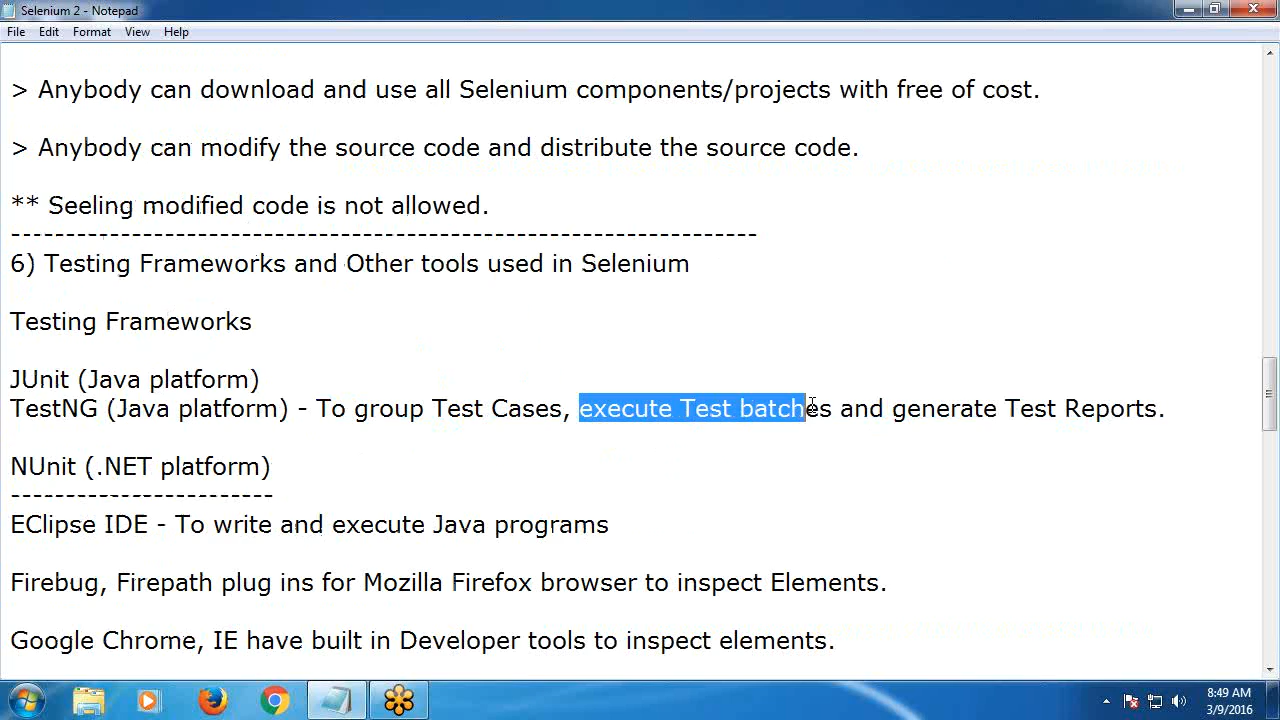 Selenium 2 - Notepad
File Edit Format View Help
> Anybody can download and use all Selenium components/projects with free of cost.
> Anybody can modify the source code and distribute the source code.
** Seeling modified code is not allowed.
--------------------------------------------------------------------
6) Testing Frameworks and Other tools used in Selenium
Testing Frameworks
JUnit (Java platform)
TestNG (Java platform) - To group Test Cases, execute Test batches and generate Test Reports.
NUnit (.NET platform)
------------------------
EClipse IDE - To write and execute Java programs
Firebug, Firepath plug ins for Mozilla Firefox browser to inspect Elements.
Google Chrome, IE have built in Developer tools to inspect elements.
8:49 AM
3/9/2016